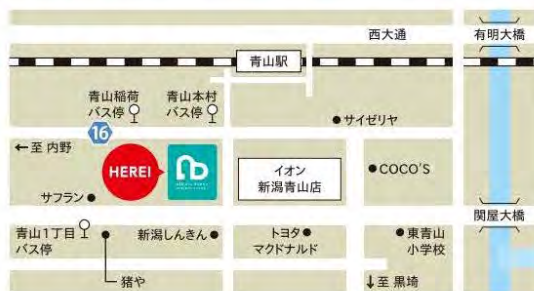 西大通
有明大橋
青山駅
青山稲荷
バス停
青山本村
バス停
サイゼリヤ
16
←至 内野
HERE!
イオン
新潟青山店
COCO'S
サフラン
関屋大橋
青山1丁目
バス停
新潟しんきん
トヨタ
マクドナルド
東青山
小学校
猪や
↓至 黒埼